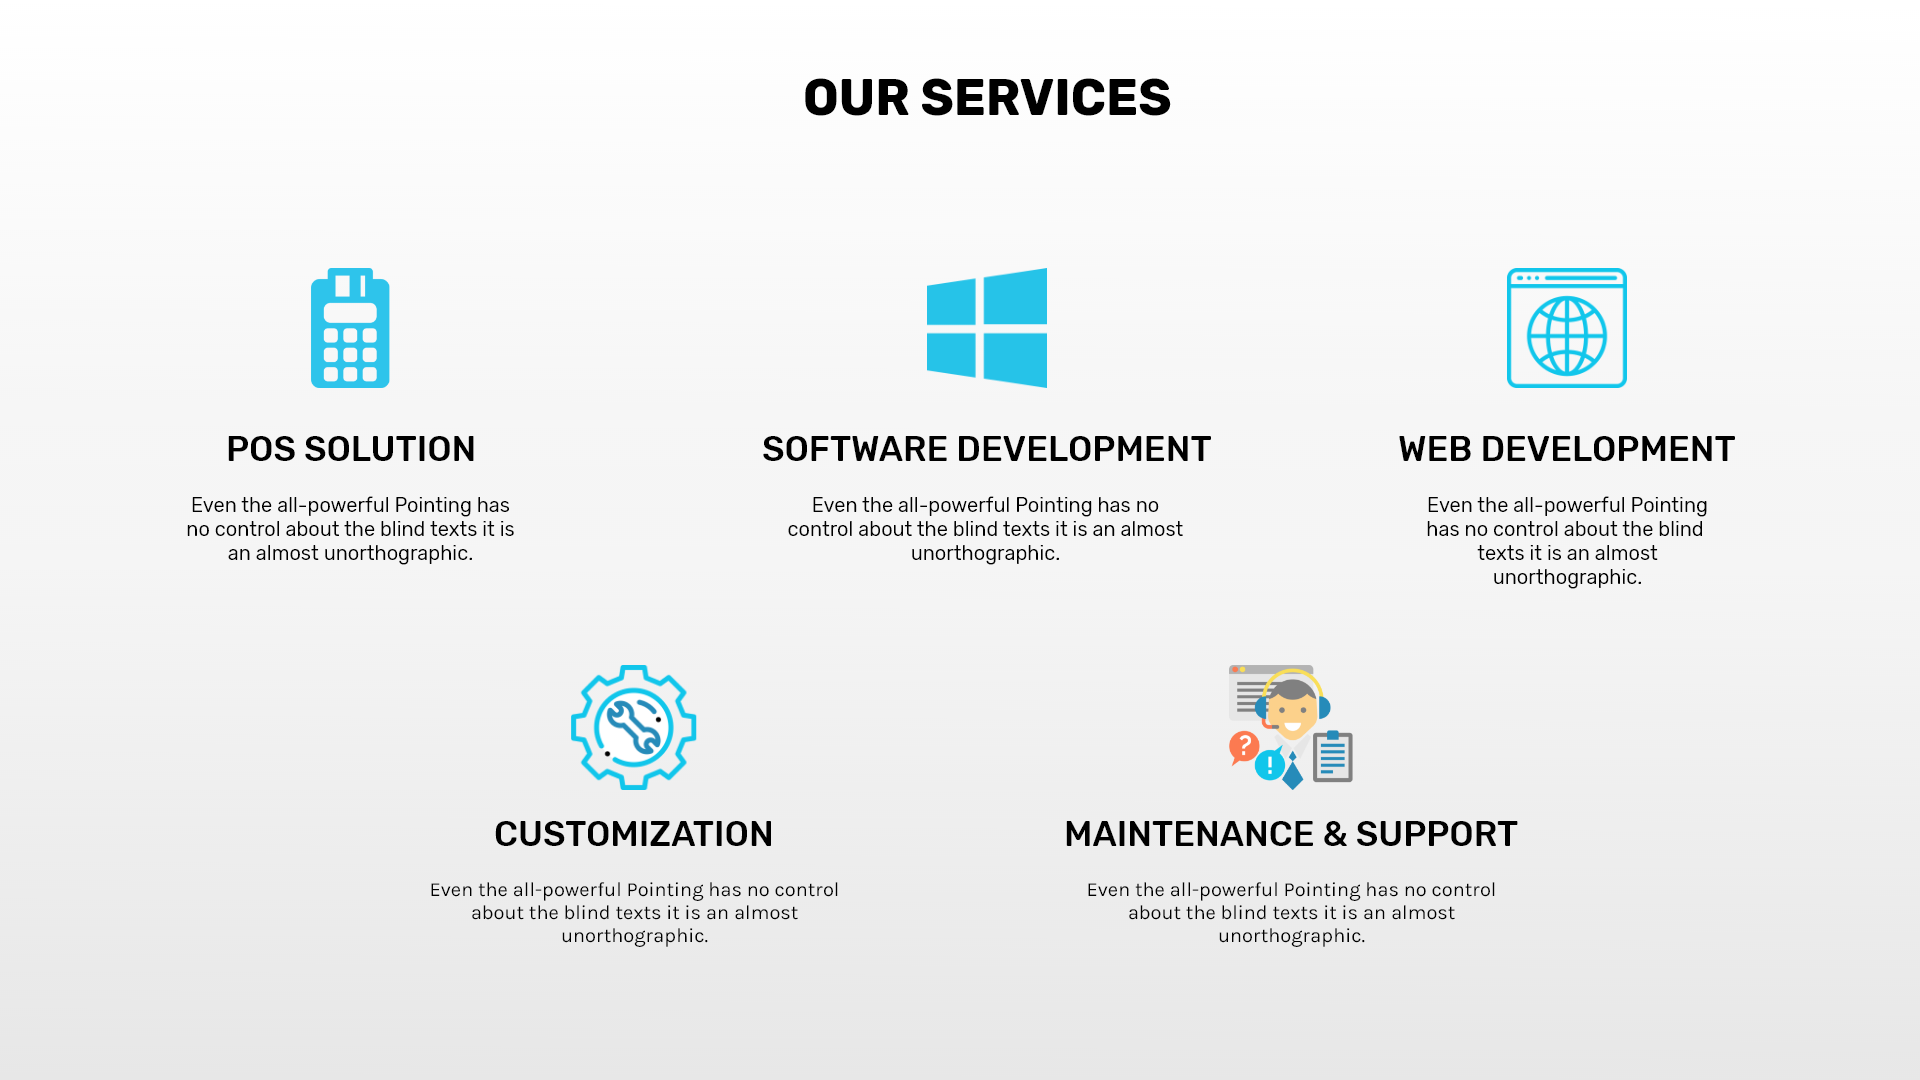 OUR SERVICES
POS SOLUTION
Even the all-powerful Pointing has
no control about the blind texts it is
an almost unorthographic.
SOFTWARE DEVELOPMENT
Even the all-powerful Pointing has no
control about the blind texts it is an almost
unorthographic.
WEB DEVELOPMENT
Even the all-powerful Pointing
has no control about the blind
texts it is an almost
unorthographic.
CUSTOMIZATION
Even the all-powerful Pointing has no control
about the blind texts it is an almost
unorthographic.
? !
MAINTENANCE & SUPPORT
Even the all-powerful Pointing has no control
about the blind texts it is an almost
unorthographic.